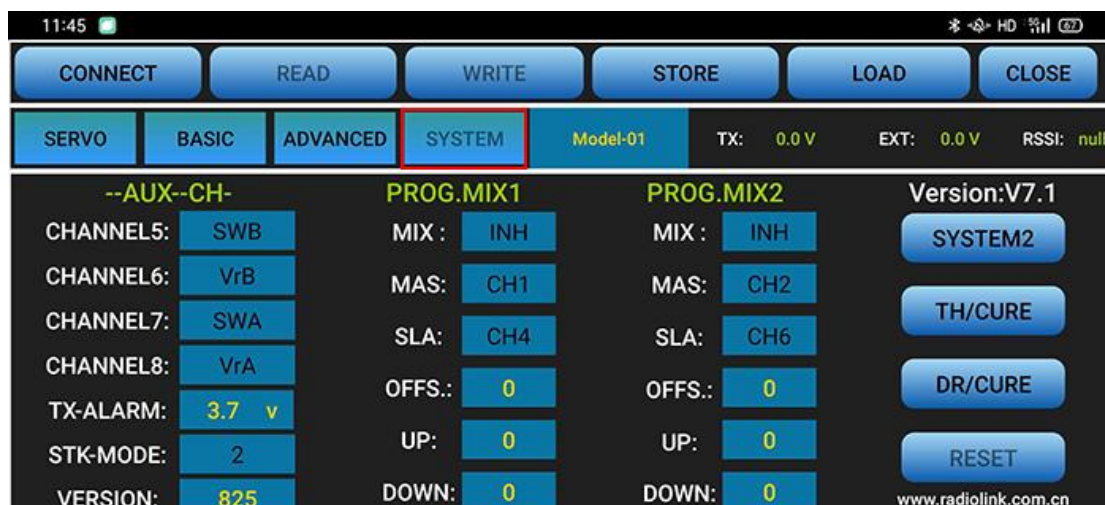 11:45 HD 5G 67
CONNECT READ WRITE STORE LOAD CLOSE
SERVO BASIC ADVANCED SYSTEM Model-01 TX: 0.0 V EXT: 0.0 V RSSI: null
--AUX--CH- PROG.MIX1 PROG.MIX2 Version:V7.1
CHANNEL5: SWB MIX : INH MIX : INH SYSTEM2
CHANNEL6: VrB MAS: CH1 MAS: CH2
CHANNEL7: SWA SLA: CH4 SLA: CH6 TH/CURE
CHANNEL8: VrA OFFS.: 0 OFFS.: 0 DR/CURE
TX-ALARM: 3.7 v UP: 0 UP: 0
STK-MODE: 2 RESET
VERSION: 825 DOWN: 0 DOWN: 0 www.radiolink.com.cn